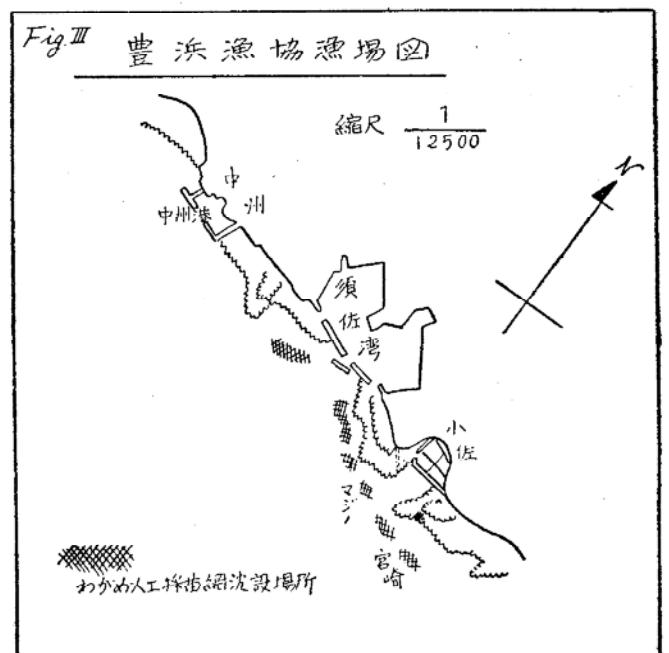 Fig. III
豊浜漁協漁場図
縮尺 1/12500
N
中州
中州港
須佐湾
小佐
マジノ
宮崎
わかめ人工採苗網沈設場所